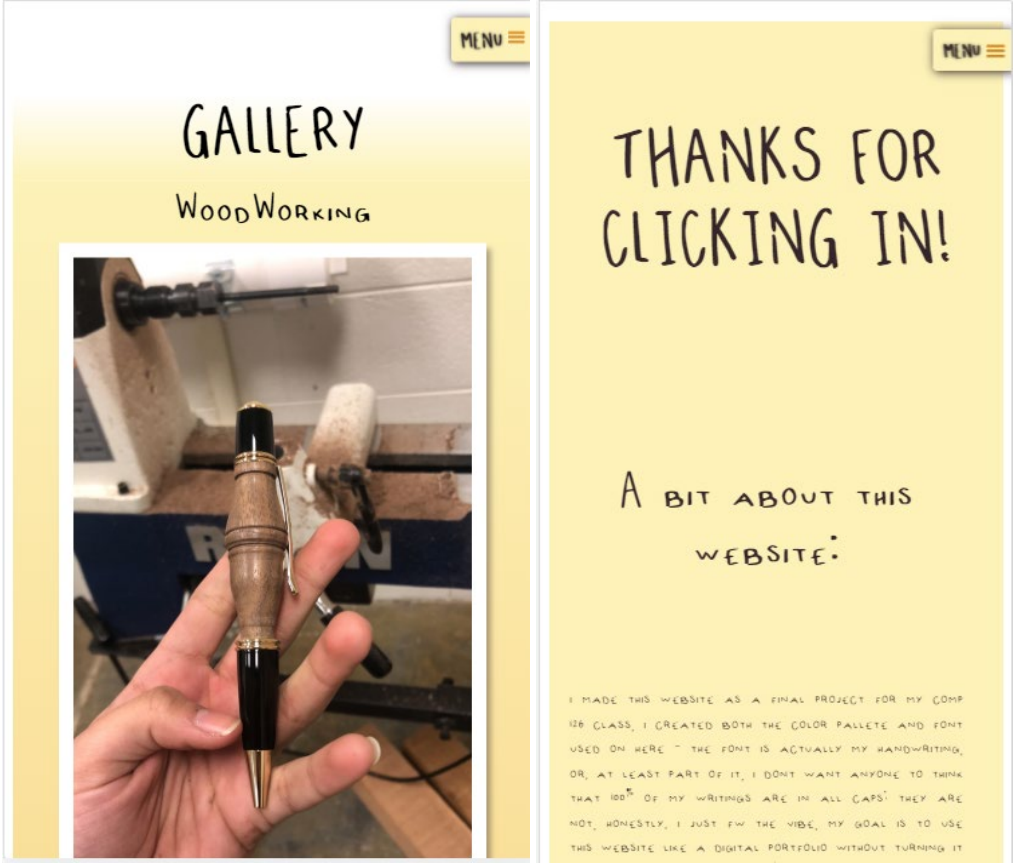 MENU
GALLERY
WOODWORKING
MENU
THANKS FOR
CLICKING IN!
A BIT ABOUT THIS
WEBSITE:
I MADE THIS WEBSITE AS A FINAL PROJECT FOR MY COMP
126 CLASS, I CREATED BOTH THE COLOR PALLETE AND FONT
USED ON HERE - THE FONT IS ACTUALLY MY HANDWRITING,
OR, AT LEAST PART OF IT, I DONT WANT ANYONE TO THINK
THAT 100% OF MY WRITINGS ARE IN ALL CAPS: THEY ARE
NOT, HONESTLY, I JUST FW THE VIBE, MY GOAL IS TO USE
THIS WEBSITE LIKE A DIGITAL PORTFOLIO WITHOUT TURNING IT